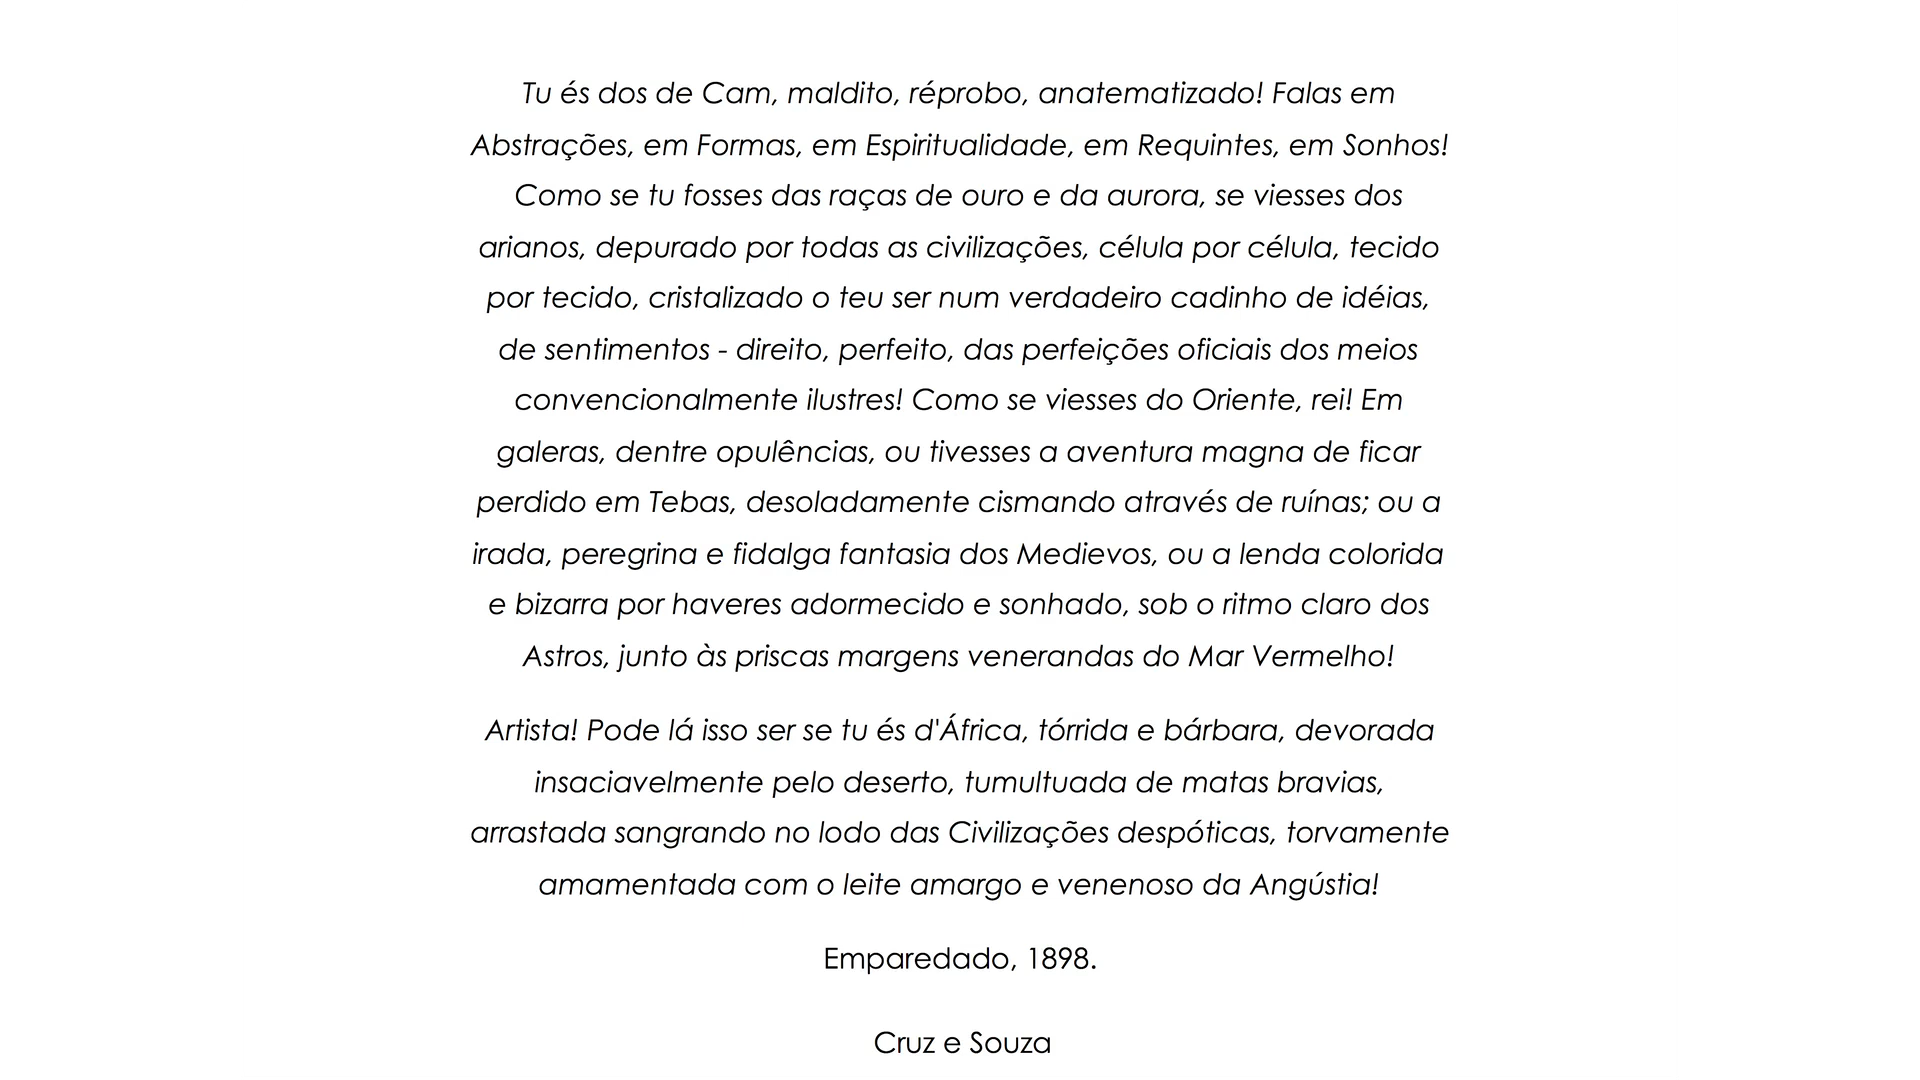 Tu és dos de Cam, maldito, réprobo, anatematizado! Falas em
Abstrações, em Formas, em Espiritualidade, em Requintes, em Sonhos!
Como se tu fosses das raças de ouro e da aurora, se viesses dos
arianos, depurado por todas as civilizações, célula por célula, tecido
por tecido, cristalizado o teu ser num verdadeiro cadinho de idéias,
de sentimentos - direito, perfeito, das perfeições oficiais dos meios
convencionalmente ilustres! Como se viesses do Oriente, rei! Em
galeras, dentre opulências, ou tivesses a aventura magna de ficar
perdido em Tebas, desoladamente cismando através de ruínas; ou a
irada, peregrina e fidalga fantasia dos Medievos, ou a lenda colorida
e bizarra por haveres adormecido e sonhado, sob o ritmo claro dos
Astros, junto às priscas margens venerandas do Mar Vermelho!
Artista! Pode lá isso ser se tu és d'África, tórrida e bárbara, devorada
insaciavelmente pelo deserto, tumultuada de matas bravias,
arrastada sangrando no lodo das Civilizações despóticas, torvamente
amamentada com o leite amargo e venenoso da Angústia!
Emparedado, 1898.
Cruz e Souza